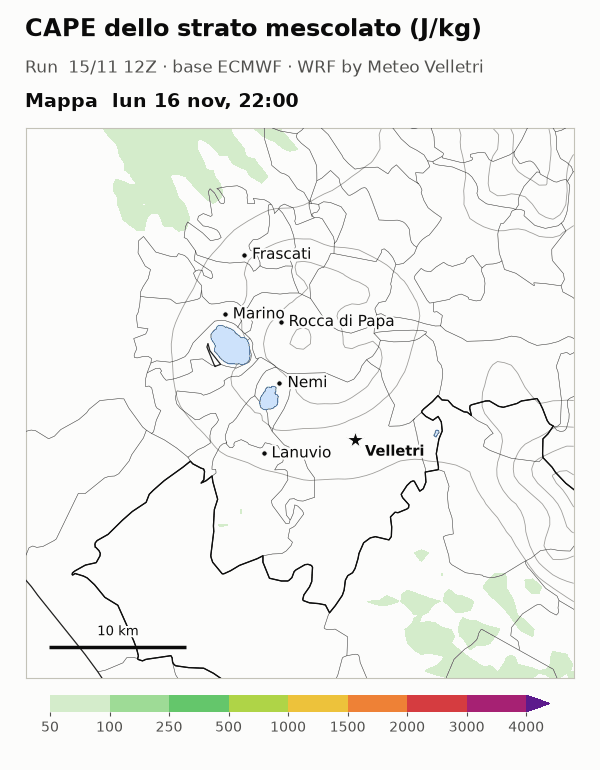 CAPE dello strato mescolato (J/kg)
Run  15/11 12Z · base ECMWF · WRF by Meteo Velletri
Mappa  lun 16 nov, 22:00
Frascati
Marino
Rocca di Papa
Nemi
Velletri
Lanuvio
10 km
50 100 250 500 1000 1500 2000 3000 4000